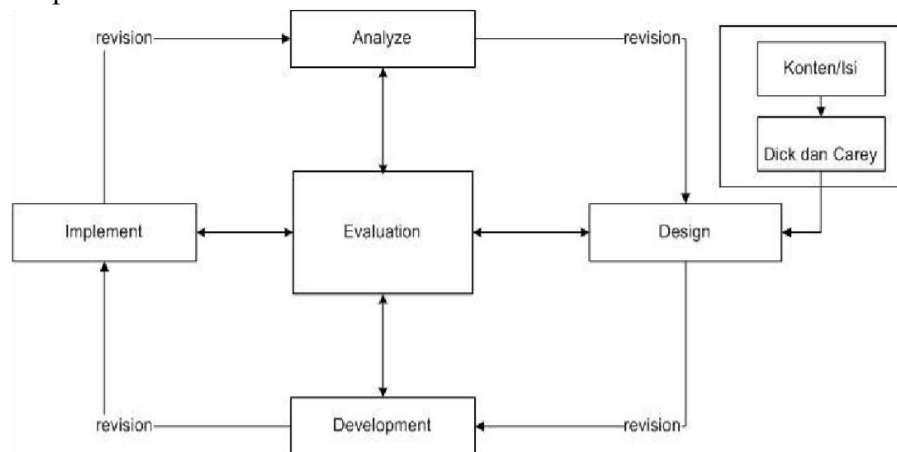 revision
Analyze
revision
Konten/Isi
Dick dan Carey
Implement
Evaluation
Design
revision
Development
revision